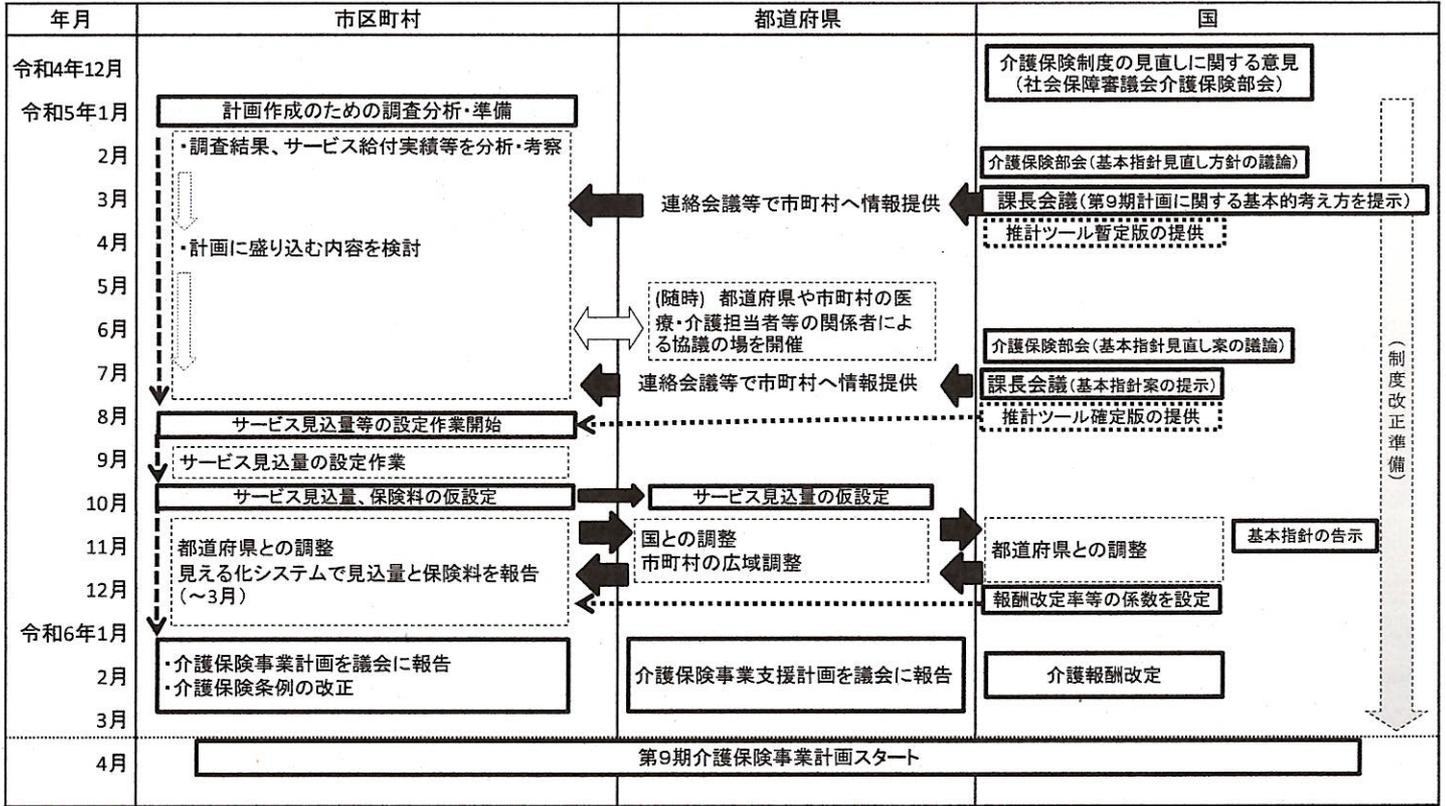 年月 市区町村 都道府県 国
令和4年12月
介護保険制度の見直しに関する意見
(社会保障審議会介護保険部会)
令和5年1月
計画作成のための調査分析・準備
・調査結果、サービス給付実績等を分析・考察
2月
介護保険部会(基本指針見直し方針の議論)
3月
連絡会議等で市町村へ情報提供
課長会議(第9期計画に関する基本的考え方を提示)
4月
・計画に盛り込む内容を検討
推計ツール暫定版の提供
5月
(随時) 都道府県や市町村の医
療・介護担当者等の関係者によ
る協議の場を開催
6月
介護保険部会(基本指針見直し案の議論)
7月
連絡会議等で市町村へ情報提供
課長会議(基本指針案の提示)
(制度改正準備)
8月
サービス見込量等の設定作業開始
推計ツール確定版の提供
9月
サービス見込量の設定作業
10月
サービス見込量、保険料の仮設定
サービス見込量の仮設定
11月
都道府県との調整
見える化システムで見込量と保険料を報告
(~3月)
国との調整
市町村の広域調整
都道府県との調整
基本指針の告示
12月
報酬改定率等の係数を設定
令和6年1月
・介護保険事業計画を議会に報告
・介護保険条例の改正
2月
介護保険事業支援計画を議会に報告
介護報酬改定
3月
4月
第9期介護保険事業計画スタート